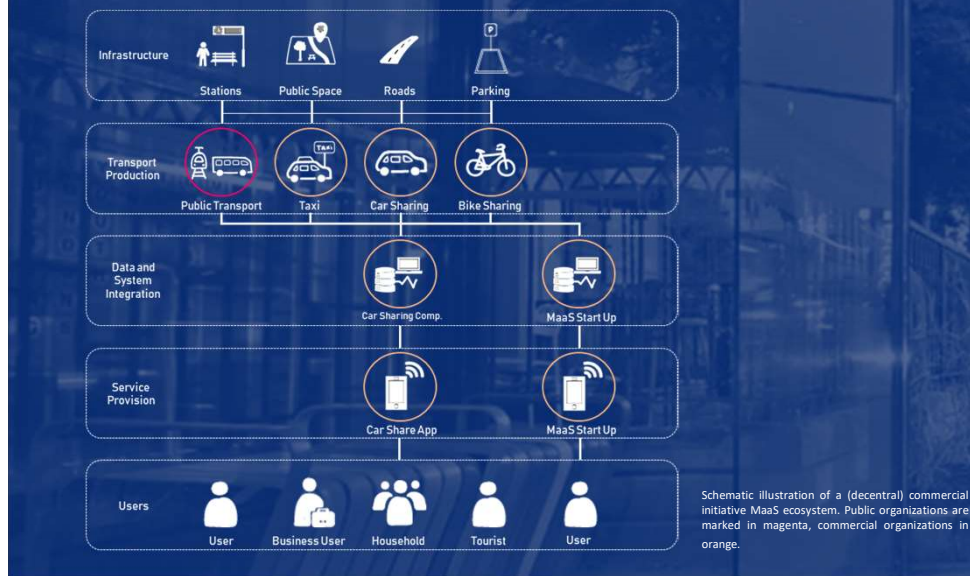 Infrastructure
P
Stations
Public Space
Roads
Parking
Transport
Production
TAXI
Public Transport
Taxi
Car Sharing
Bike Sharing
Data and
System
Integration
Car Sharing Comp.
MaaS Start Up
Service
Provision
Car Share App
MaaS Start Up
Users
User
Business User
Household
Tourist
User
Schematic illustration of a (decentral) commercial
initiative MaaS ecosystem. Public organizations are
marked in magenta, commercial organizations in
orange.